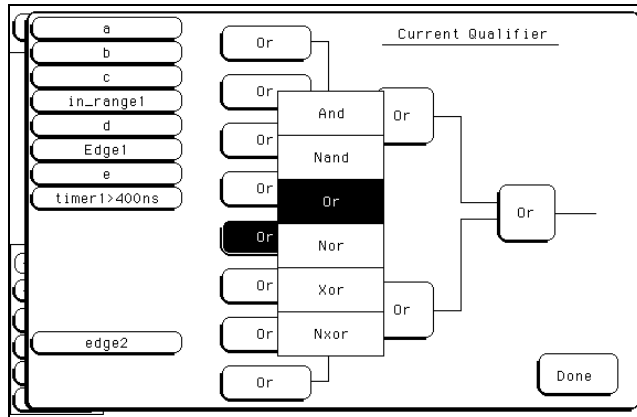 Current Qualifier
a
b
c
in_range1
d
Edge1
e
timer1>400ns
edge2
Or
Or
Or
Or
Or
Or
Or
Or
And
Nand
Or
Nor
Xor
Nxor
Or
Or
Or
Done